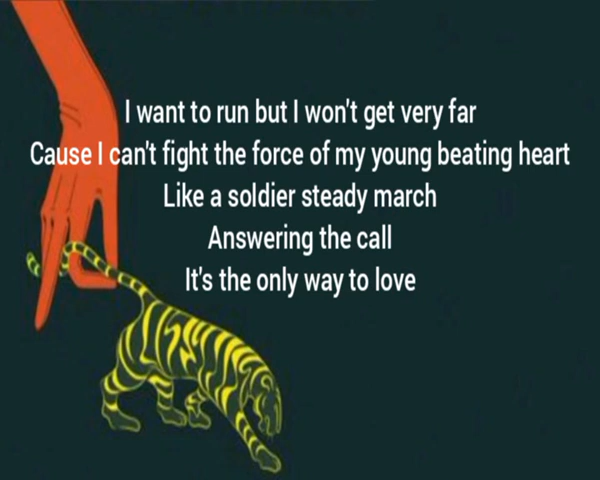 I want to run but I won't get very far
Cause I can't fight the force of my young beating heart
Like a soldier steady march
Answering the call
It's the only way to love